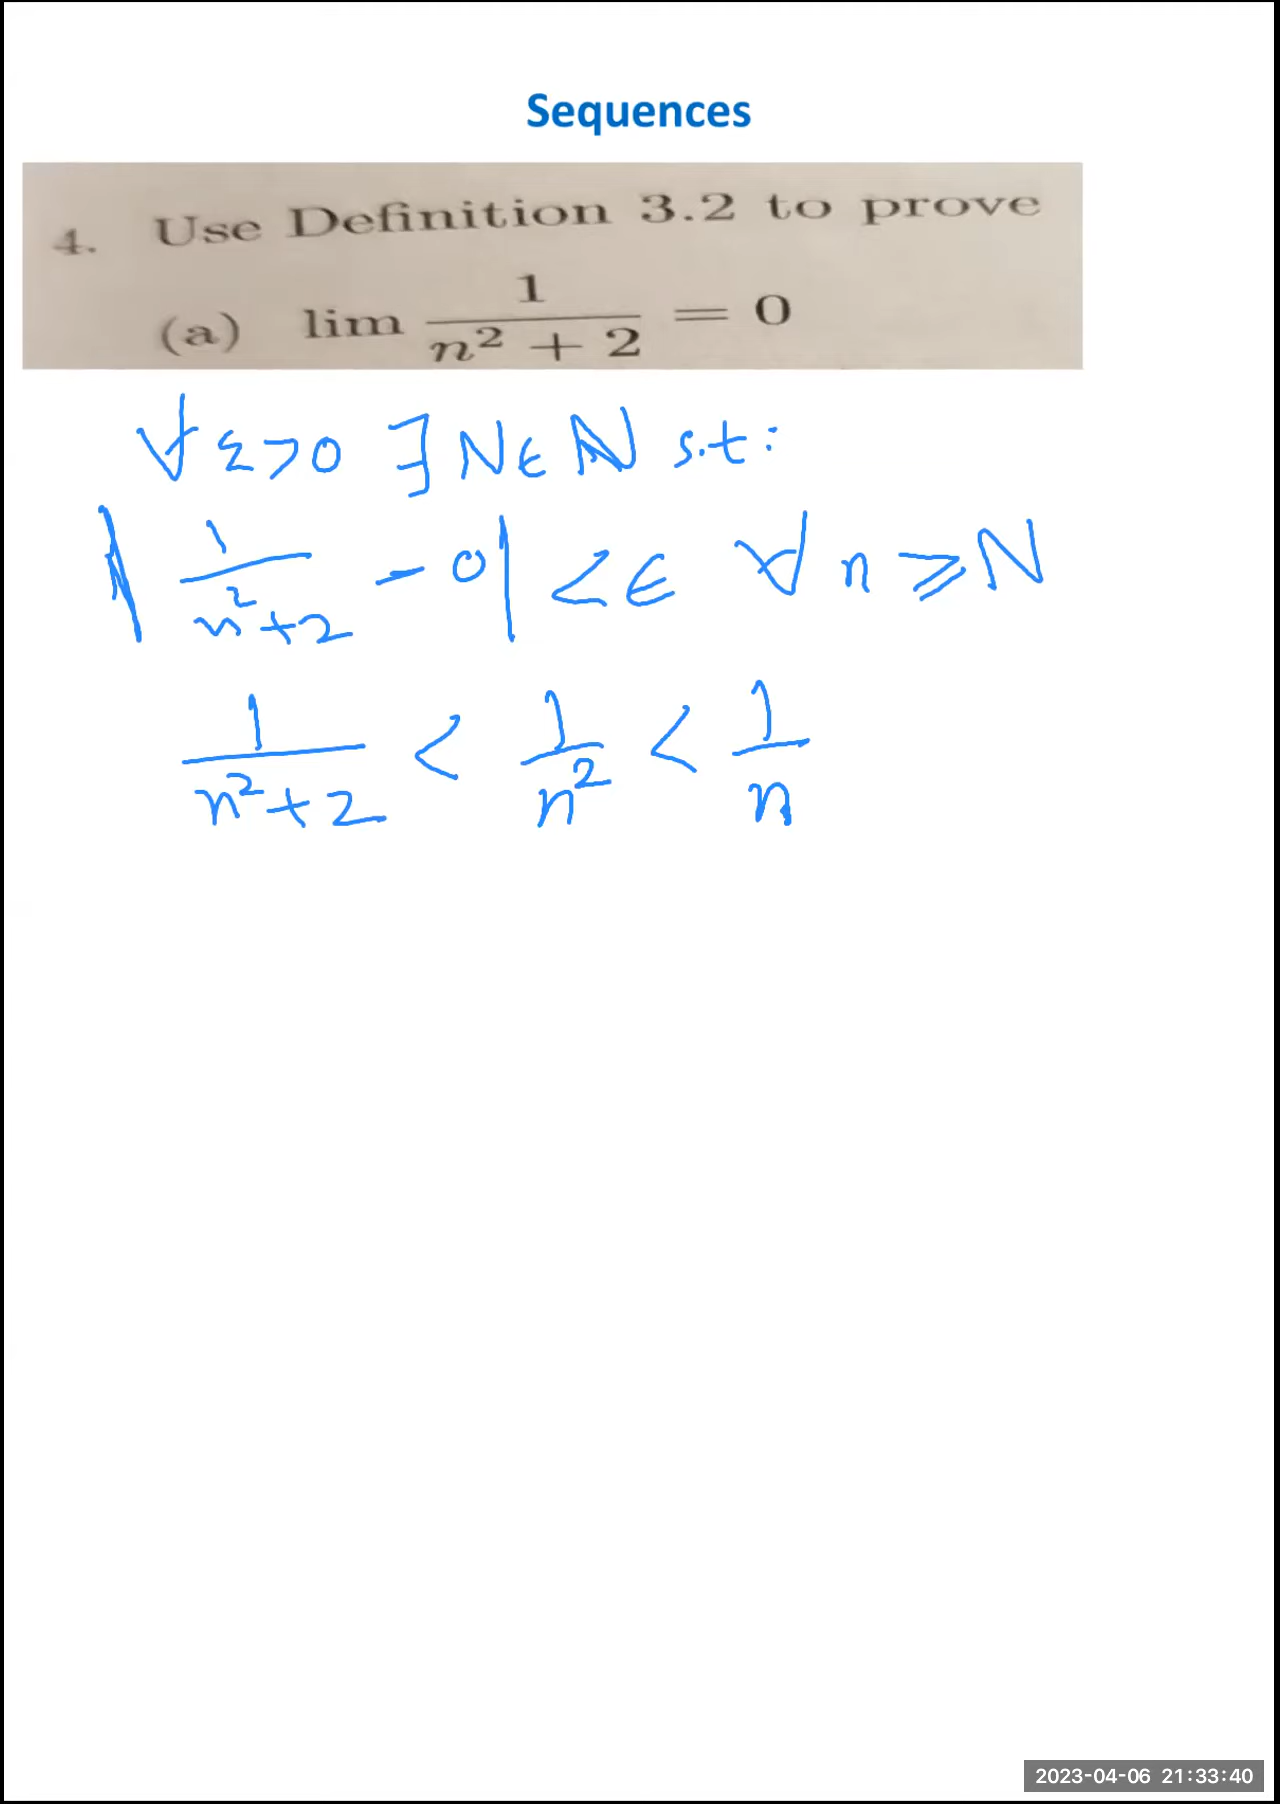 Sequences
4. Use Definition 3.2 to prove
(a) lim 1/(n² + 2) = 0
∀ ε>0 ∃ N∈ ℕ s.t:
| 1/(n²+2) - 0| <ϵ ∀ n ⩾ N
1/(n²+2) < 1/n² < 1/n
2023-04-06 21:33:40